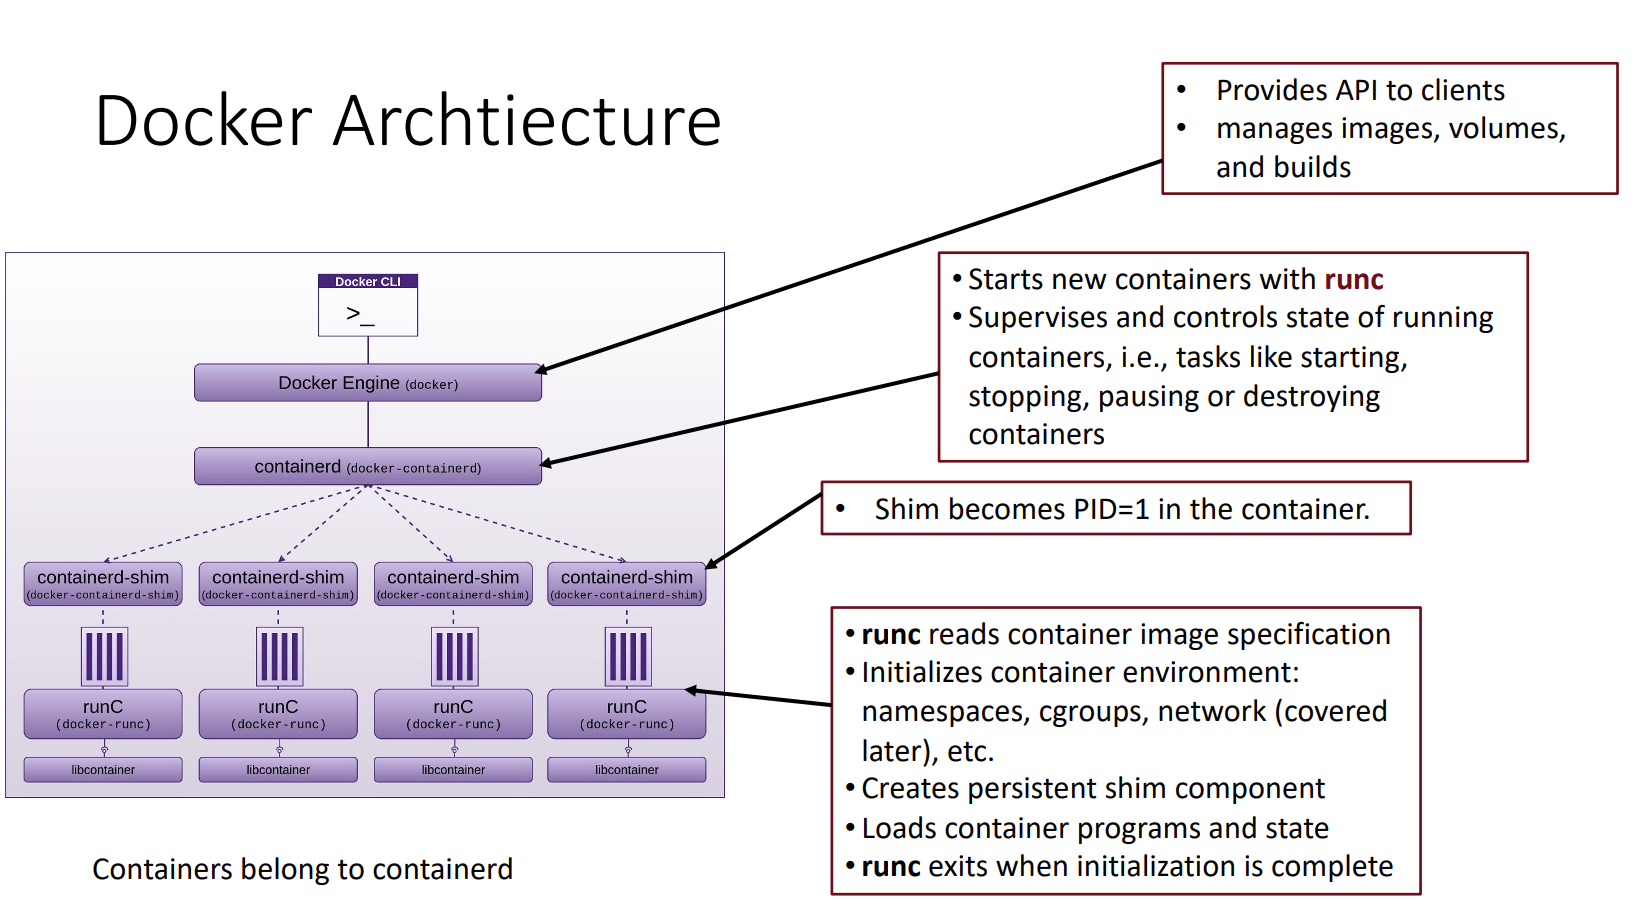 Docker Archtiecture
• Provides API to clients
• manages images, volumes,
and builds
• Starts new containers with runc
• Supervises and controls state of running
containers, i.e., tasks like starting,
stopping, pausing or destroying
containers
• Shim becomes PID=1 in the container.
• runc reads container image specification
• Initializes container environment:
namespaces, cgroups, network (covered
later), etc.
• Creates persistent shim component
• Loads container programs and state
• runc exits when initialization is complete
Docker CLI
>_
Docker Engine (docker)
containerd (docker-containerd)
containerd-shim containerd-shim containerd-shim containerd-shim
(docker-containerd-shim) (docker-containerd-shim) (docker-containerd-shim) (docker-containerd-shim)
runC runC runC runC
(docker-runc) (docker-runc) (docker-runc) (docker-runc)
libcontainer libcontainer libcontainer libcontainer
Containers belong to containerd